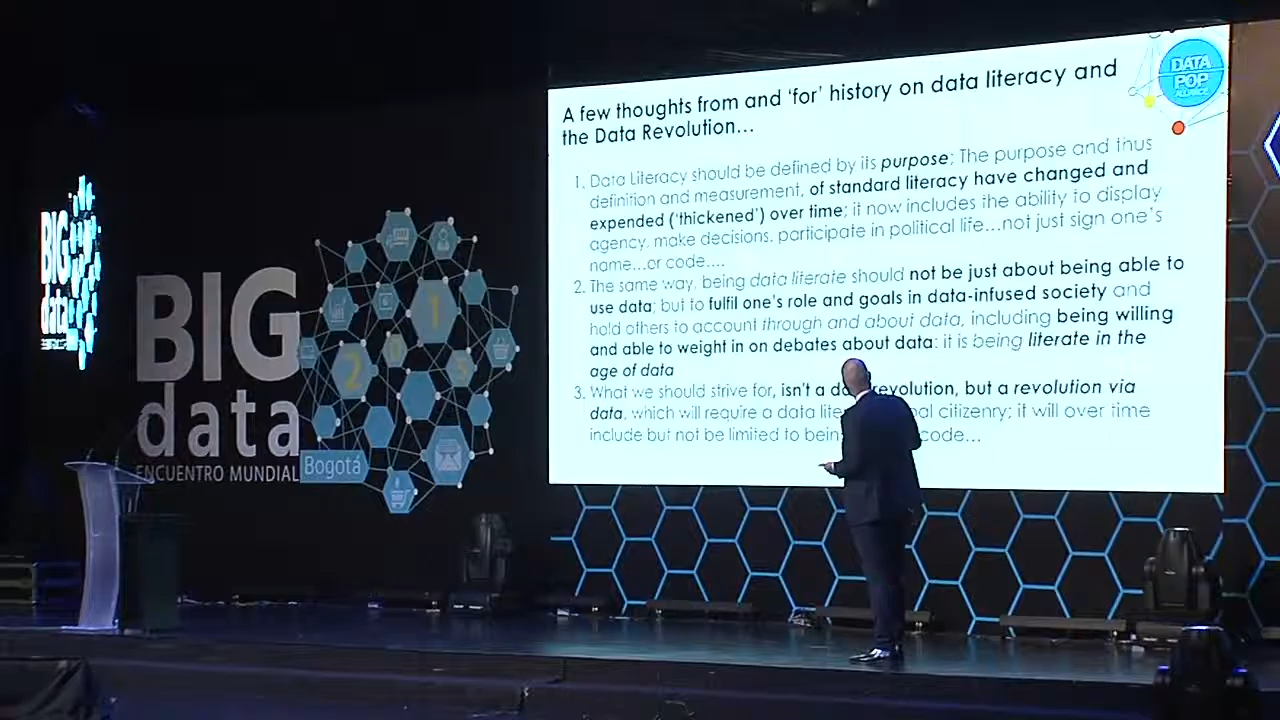 BIG
data
BIG
data
ENCUENTRO MUNDIAL
Bogotá
1
2
DATA
POP
ALLIANCE
A few thoughts from and 'for' history on data literacy and
the Data Revolution...
1. Data Literacy should be defined by its purpose; The purpose and thus
definition and measurement, of standard literacy have changed and
expended ('thickened') over time; it now includes the ability to display
agency, make decisions, participate in political life...not just sign one's
name...or code....
2. The same way, being data literate should not be just about being able to
use data; but to fulfil one's role and goals in data-infused society and
hold others to account through and about data, including being willing
and able to weight in on debates about data: it is being literate in the
age of data
3. What we should strive for, isn't a revolution, but a revolution via
data, which will require a data citizenry; it will over time
include but not be limited to code...